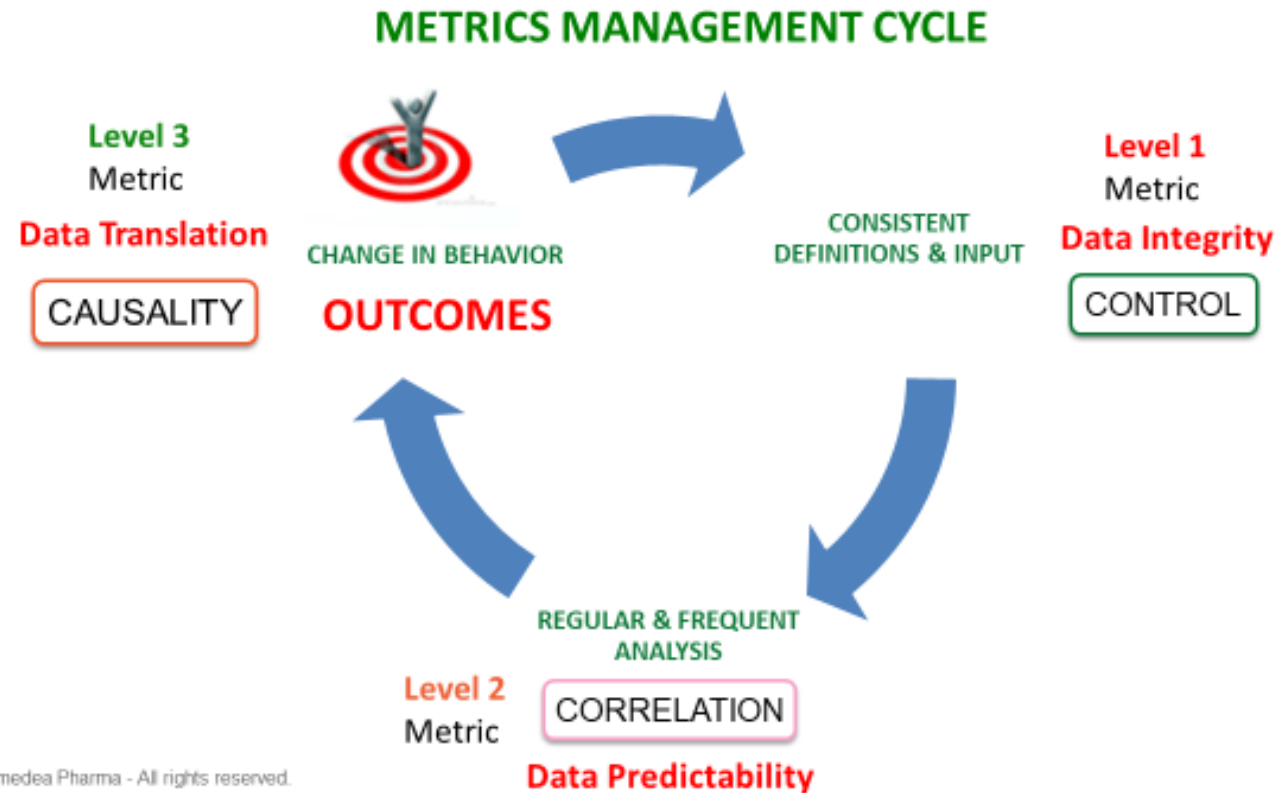 METRICS MANAGEMENT CYCLE
Level 3
Metric
Data Translation
CAUSALITY
CHANGE IN BEHAVIOR
OUTCOMES
Level 1
Metric
CONSISTENT
DEFINITIONS & INPUT
Data Integrity
CONTROL
REGULAR & FREQUENT
ANALYSIS
Level 2
Metric
CORRELATION
Data Predictability
medea Pharma - All rights reserved.